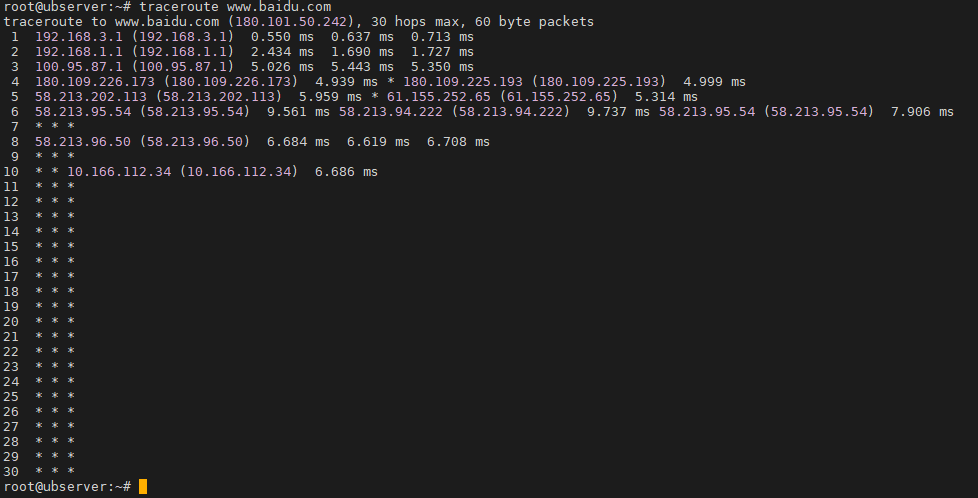 root@ubserver:~# traceroute www.baidu.com
traceroute to www.baidu.com (180.101.50.242), 30 hops max, 60 byte packets
 1  192.168.3.1 (192.168.3.1)  0.550 ms  0.637 ms  0.713 ms
 2  192.168.1.1 (192.168.1.1)  2.434 ms  1.690 ms  1.727 ms
 3  100.95.87.1 (100.95.87.1)  5.026 ms  5.443 ms  5.350 ms
 4  180.109.226.173 (180.109.226.173)  4.939 ms * 180.109.225.193 (180.109.225.193)  4.999 ms
 5  58.213.202.113 (58.213.202.113)  5.959 ms * 61.155.252.65 (61.155.252.65)  5.314 ms
 6  58.213.95.54 (58.213.95.54)  9.561 ms 58.213.94.222 (58.213.94.222)  9.737 ms 58.213.95.54 (58.213.95.54)  7.906 ms
 7  * * *
 8  58.213.96.50 (58.213.96.50)  6.684 ms  6.619 ms  6.708 ms
 9  * * *
10  * * 10.166.112.34 (10.166.112.34)  6.686 ms
11  * * *
12  * * *
13  * * *
14  * * *
15  * * *
16  * * *
17  * * *
18  * * *
19  * * *
20  * * *
21  * * *
22  * * *
23  * * *
24  * * *
25  * * *
26  * * *
27  * * *
28  * * *
29  * * *
30  * * *
root@ubserver:~#